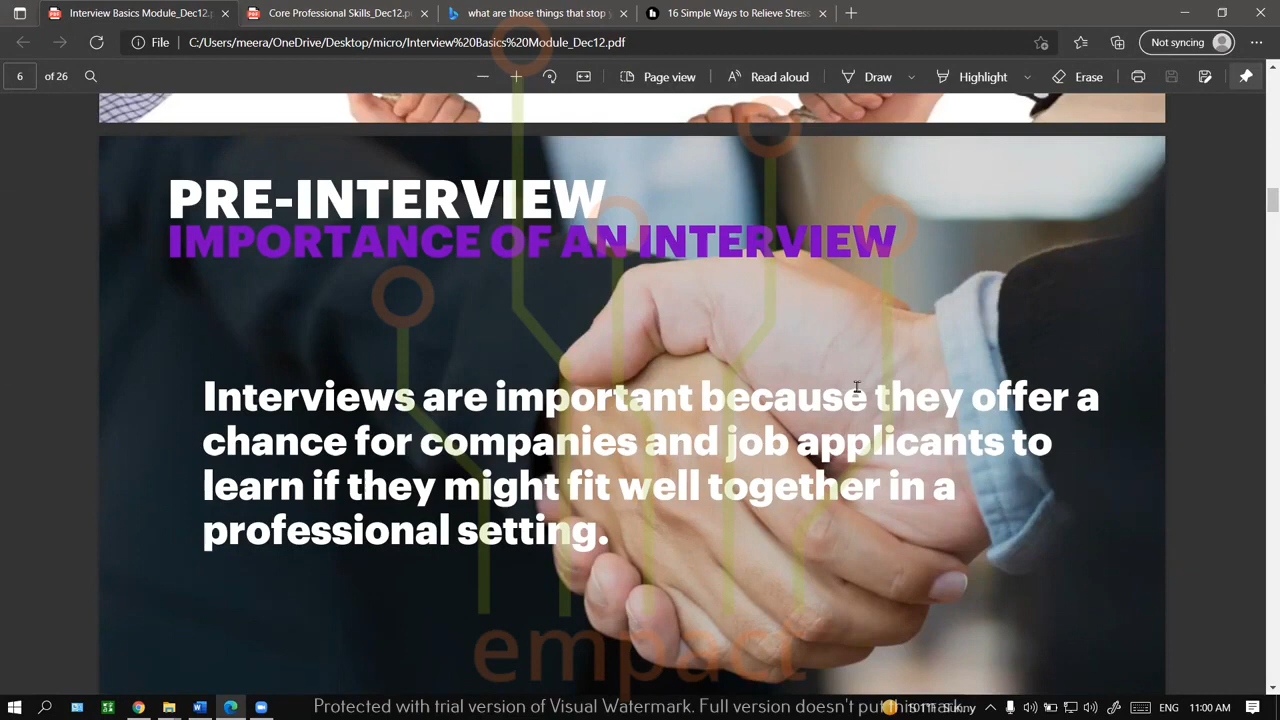 Interview Basics Module_Dec12.p
Core Professional Skills_Dec12.p
what are those things that stop
16 Simple Ways to Relieve Stress
File C:/Users/meera/OneDrive/Desktop/micro/Interview%20Basics%20Module_Dec12.pdf
Not syncing
6 of 26
Page view
Read aloud
Draw
Highlight
Erase
PRE-INTERVIEW
IMPORTANCE OF AN INTERVIEW
Interviews are important because they offer a
chance for companies and job applicants to
learn if they might fit well together in a
professional setting.
empact
Protected with trial version of Visual Watermark. Full version doesn't put this mark.
ENG
11:00 AM